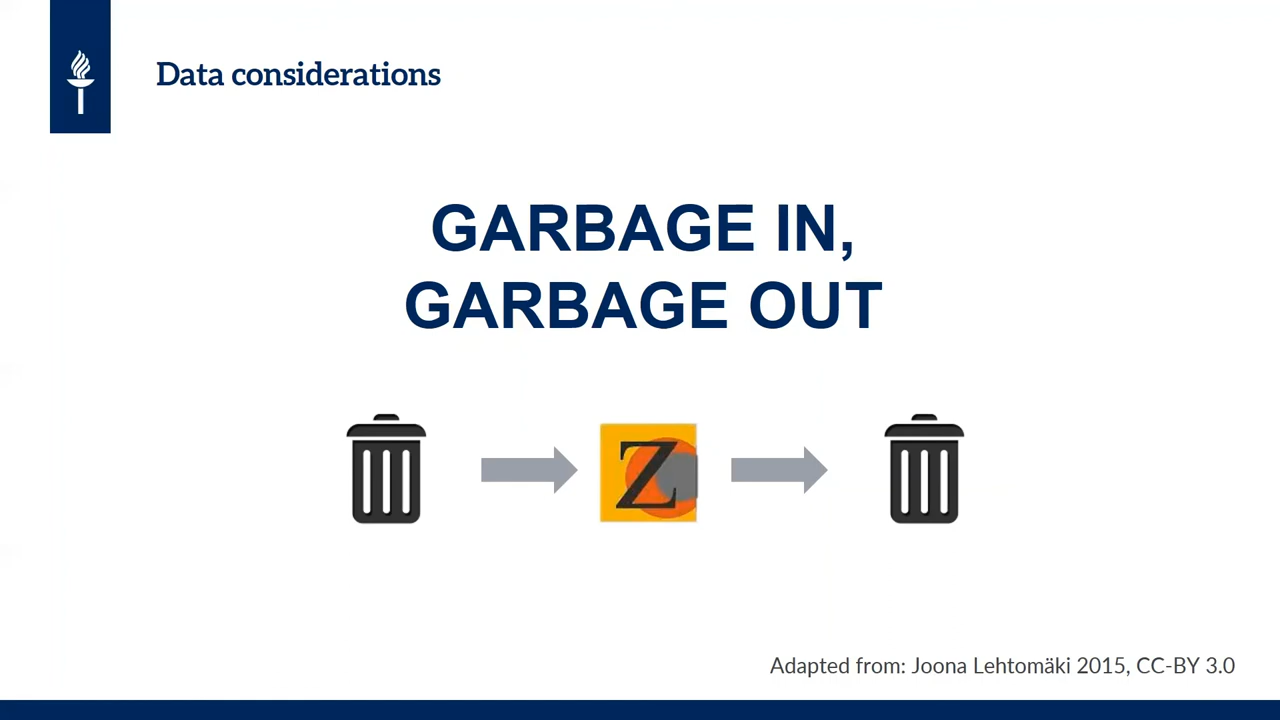 Data considerations
GARBAGE IN,
GARBAGE OUT
Z
Adapted from: Joona Lehtomäki 2015, CC-BY 3.0